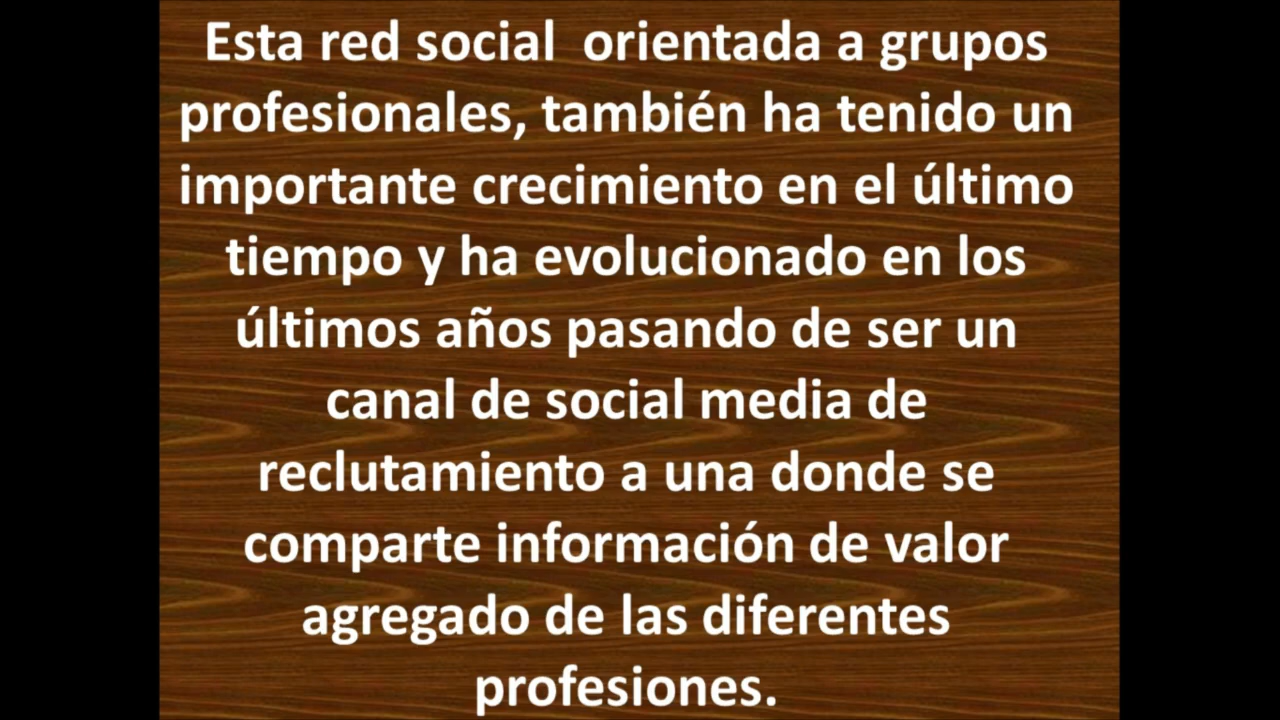 Esta red social  orientada a grupos
profesionales, también ha tenido un
importante crecimiento en el último
tiempo y ha evolucionado en los
últimos años pasando de ser un
canal de social media de
reclutamiento a una donde se
comparte información de valor
agregado de las diferentes
profesiones.